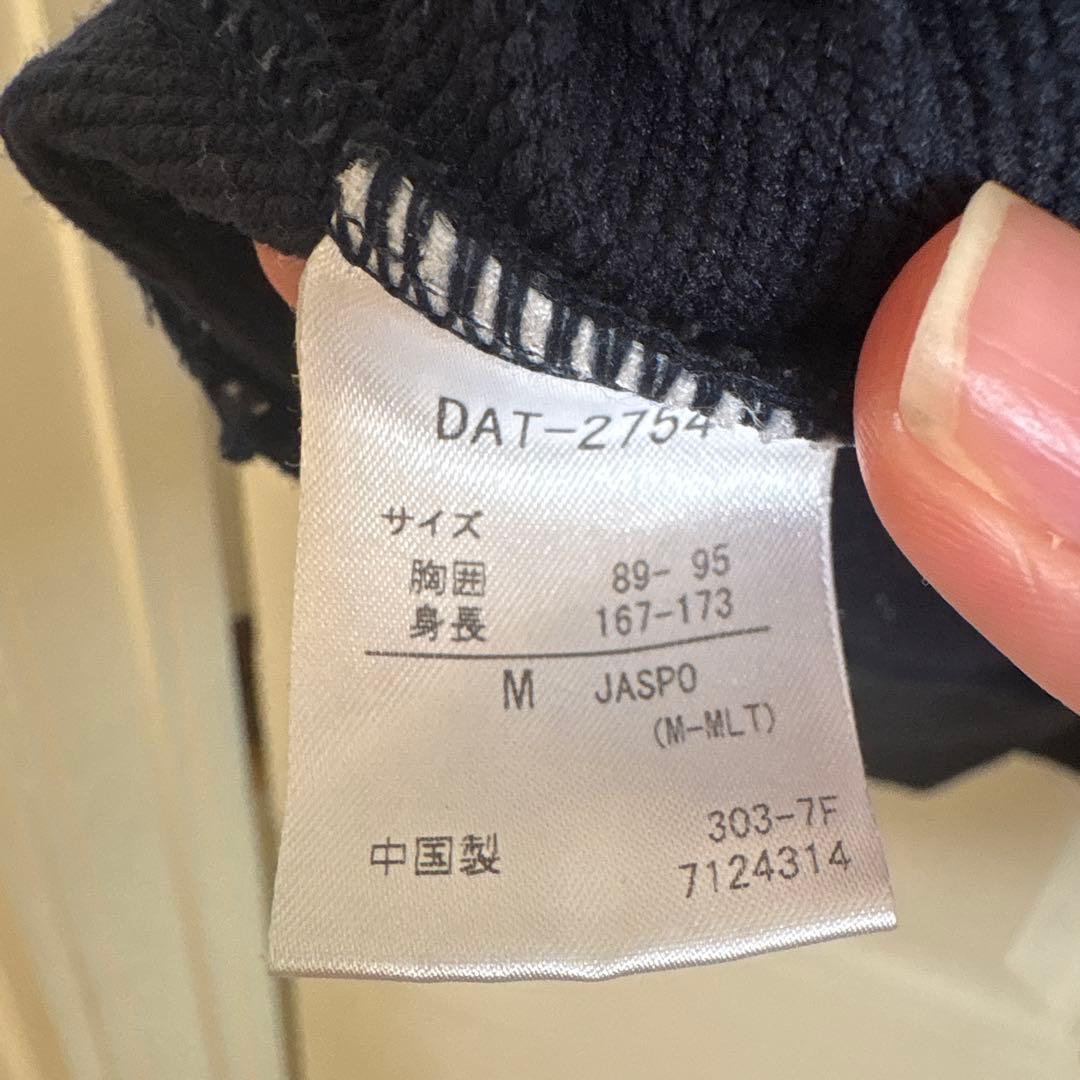 DAT-2754
サイズ
胸囲 89- 95
身長 167-173
M JASPO
(M-MLT)
303-7F
中国製 7124314